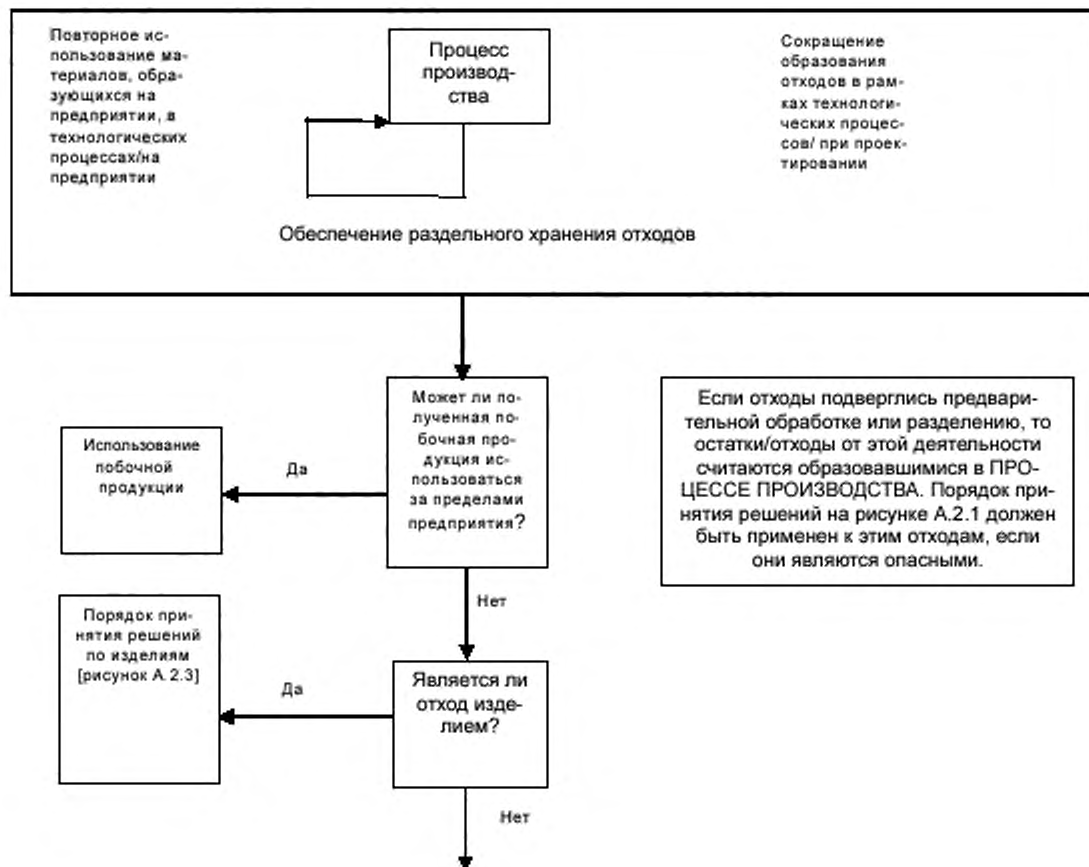 Повторное ис-
пользование ма-
териалов, обра-
зующихся на
предприятии, в
технологических
процессах/на
предприятии
Процесс
производ-
ства
Сокращение
образования
отходов в рам-
ках технологи-
ческих процес-
сов/ при проек-
тировании
Обеспечение раздельного хранения отходов
Может ли по-
лученная по-
бочная про-
дукция ис-
пользоваться
за пределами
предприятия?
Да
Использование
побочной
продукции
Если отходы подверглись предвари-
тельной обработке или разделению, то
остатки/отходы от этой деятельности
считаются образовавшимися в ПРО-
ЦЕССЕ ПРОИЗВОДСТВА. Порядок при-
нятия решений на рисунке А.2.1 должен
быть применен к этим отходам, если
они являются опасными.
Нет
Порядок при-
нятия решений
по изделиям
[рисунок А.2.3]
Да
Является ли
отход изде-
лием?
Нет